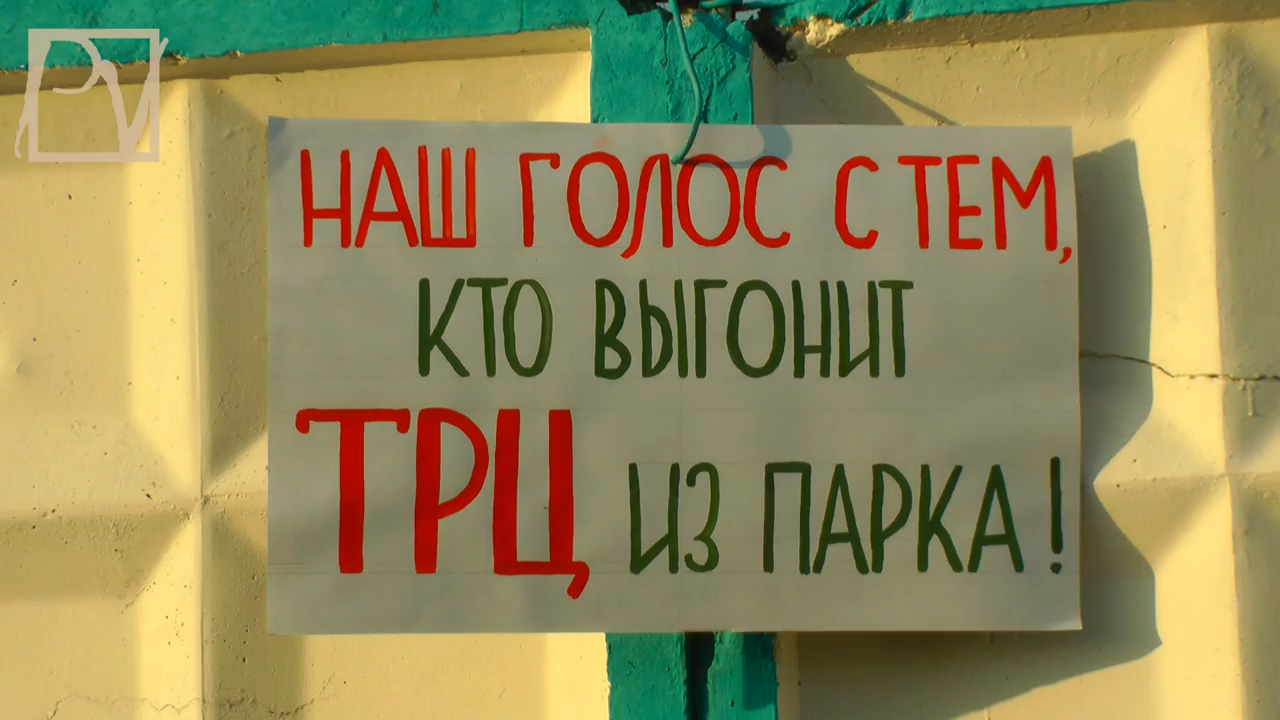 НАШ ГОЛОС С ТЕМ,
КТО ВЫГОНИТ
ТРЦ ИЗ ПАРКА!